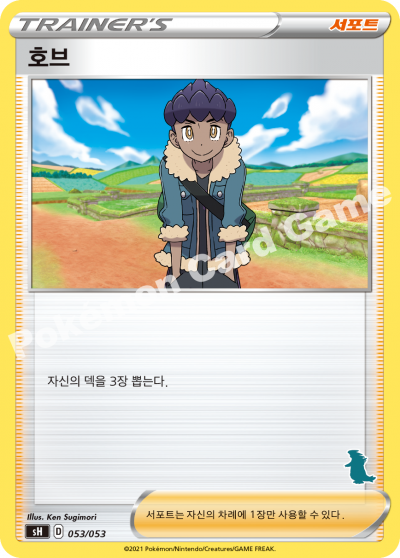 TRAINER'S
서포트
호브
Pokémon Card Game
자신의 덱을 3장 뽑는다.
Illus. Ken Sugimori
sH D 053/053
서포트는 자신의 차례에 1장만 사용할 수 있다.
©2021 Pokémon/Nintendo/Creatures/GAME FREAK.